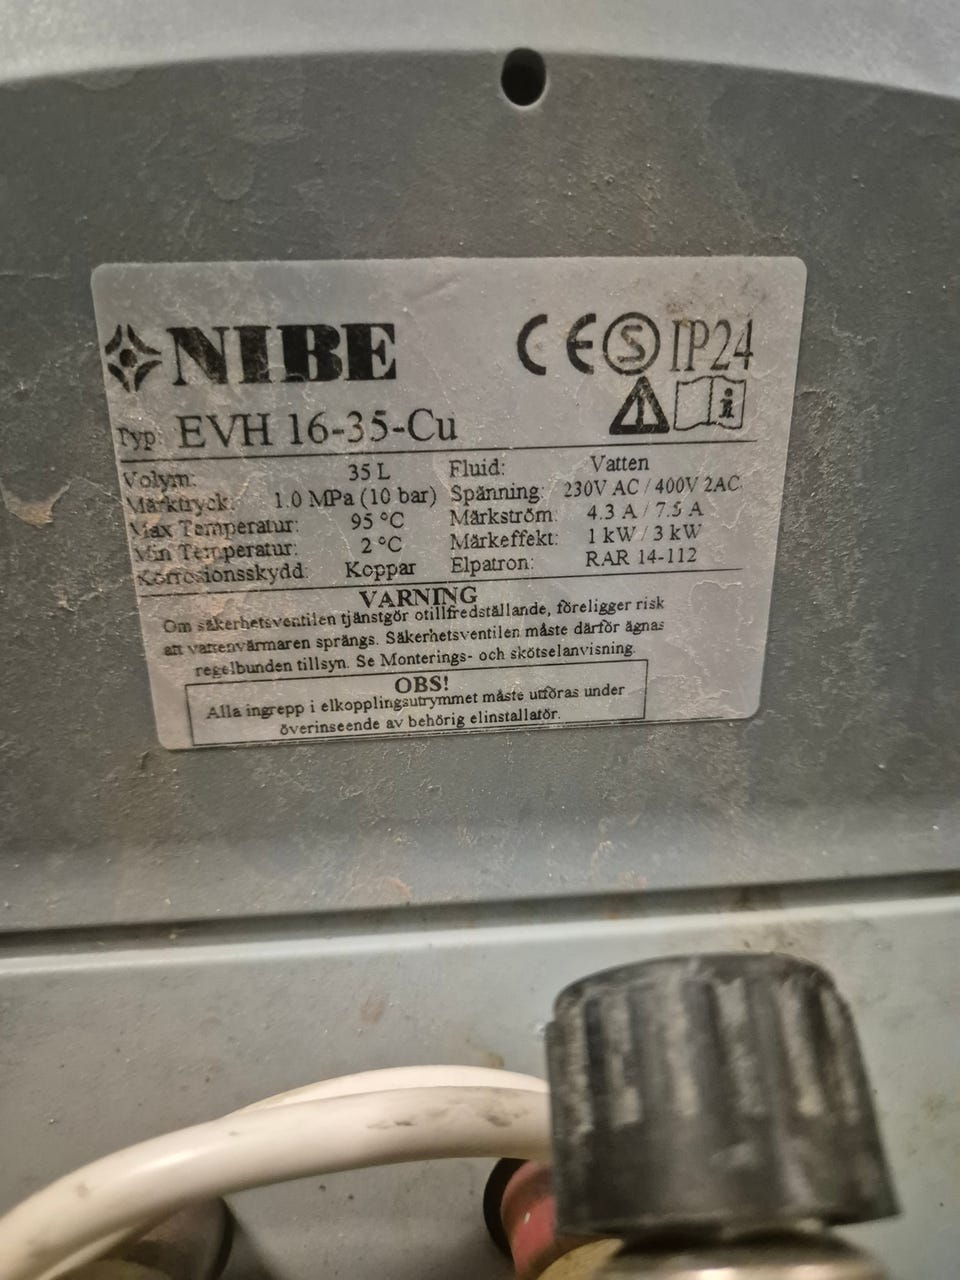 NIBE CE S IP24
Typ: EVH 16-35-Cu i
Volym: 35 L Fluid: Vatten
Märktryck: 1.0 MPa (10 bar) Spänning: 230V AC / 400V 2AC
Max Temperatur: 95 °C Märkström: 4.3 A / 7.5 A
Min Temperatur: 2 °C Märkeffekt: 1 kW / 3 kW
Korrosionsskydd: Koppar Elpatron: RAR 14-112
VARNING
Om säkerhetsventilen tjänstgör otillfredställande, föreligger risk
att vattenvärmaren sprängs. Säkerhetsventilen måste därför ägnas
regelbunden tillsyn. Se Monterings- och skötselanvisning.
OBS!
Alla ingrepp i elkopplingsutrymmet måste utföras under
överinseende av behörig elinstallatör.